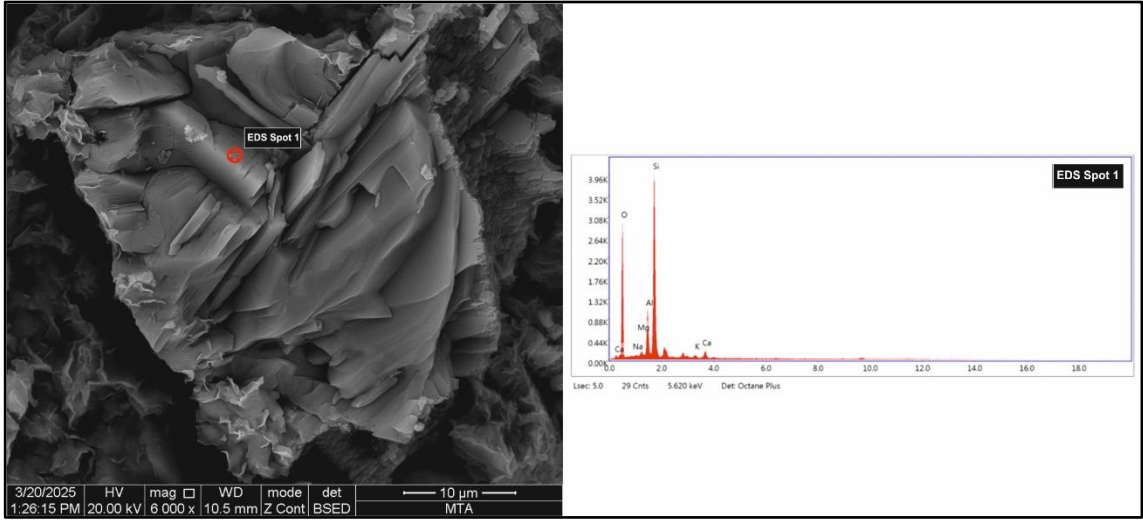 EDS Spot 1
3/20/2025 HV mag □ WD mode det 10 µm
1:26:15 PM 20.00 kV 6 000 x 10.5 mm Z Cont BSED MTA
EDS Spot 1
Si
3.96K
3.52K
O
3.08K
2.64K
2.20K
1.76K
Al
1.32K
0.88K
Mg
0.44K
Ca
Na
K
Ca
0.00K
0.0 2.0 4.0 6.0 8.0 10.0 12.0 14.0 16.0 18.0
Lsec: 5.0 29 Cnts 5.620 keV Det: Octane Plus